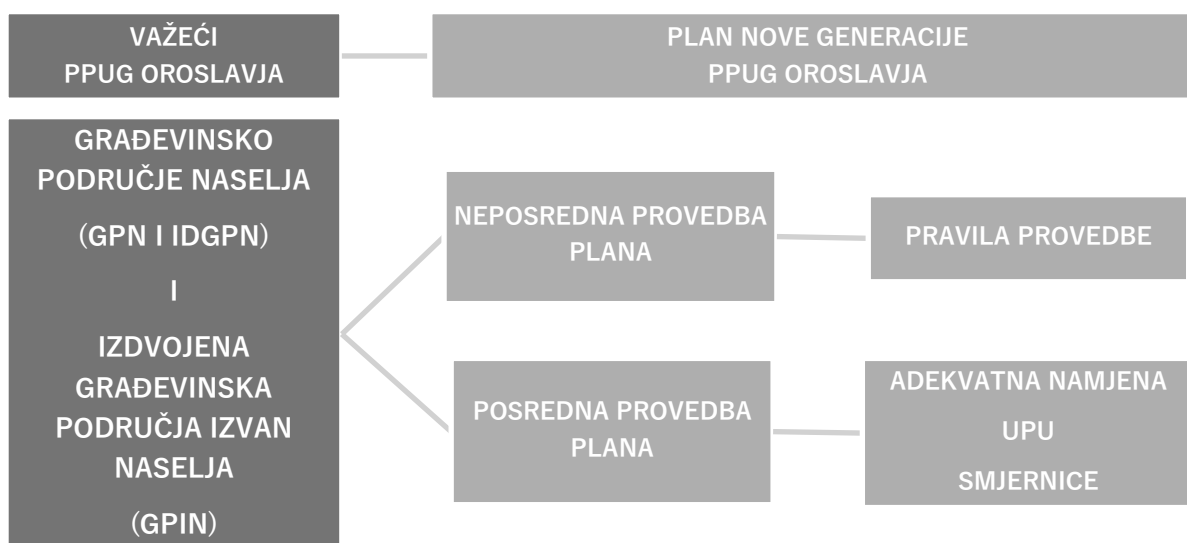 VAŽEĆI
PPUG OROSLAVJA
PLAN NOVE GENERACIJE
PPUG OROSLAVJA
GRAĐEVINSKO
PODRUČJE NASELJA
(GPN I IDGPN)
I
IZDVOJENA
GRAĐEVINSKA
PODRUČJA IZVAN
NASELJA
(GPIN)
NEPOSREDNA PROVEDBA
PLANA
PRAVILA PROVEDBE
POSREDNA PROVEDBA
PLANA
ADEKVATNA NAMJENA
UPU
SMJERNICE